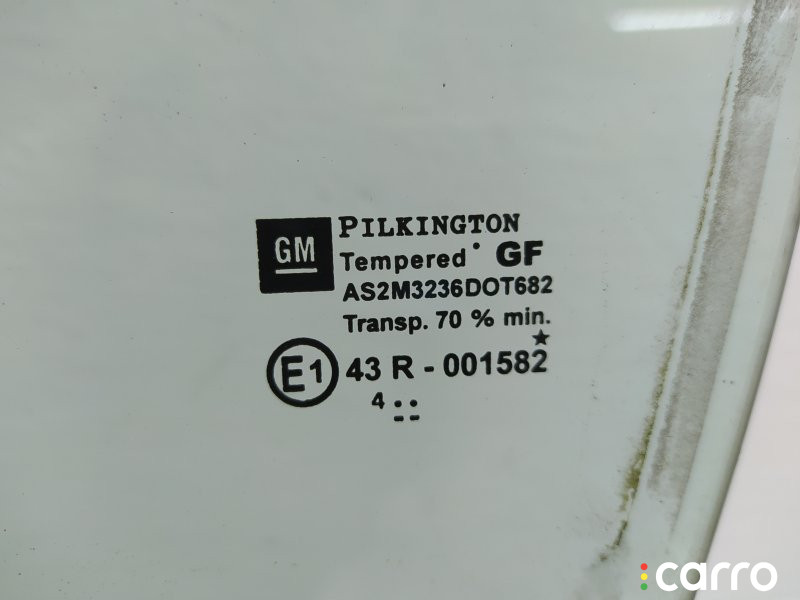 GM
PILKINGTON
Tempered GF
AS2M3236DOT682
Transp. 70 % min.
E1 43 R - 001582
4
carro